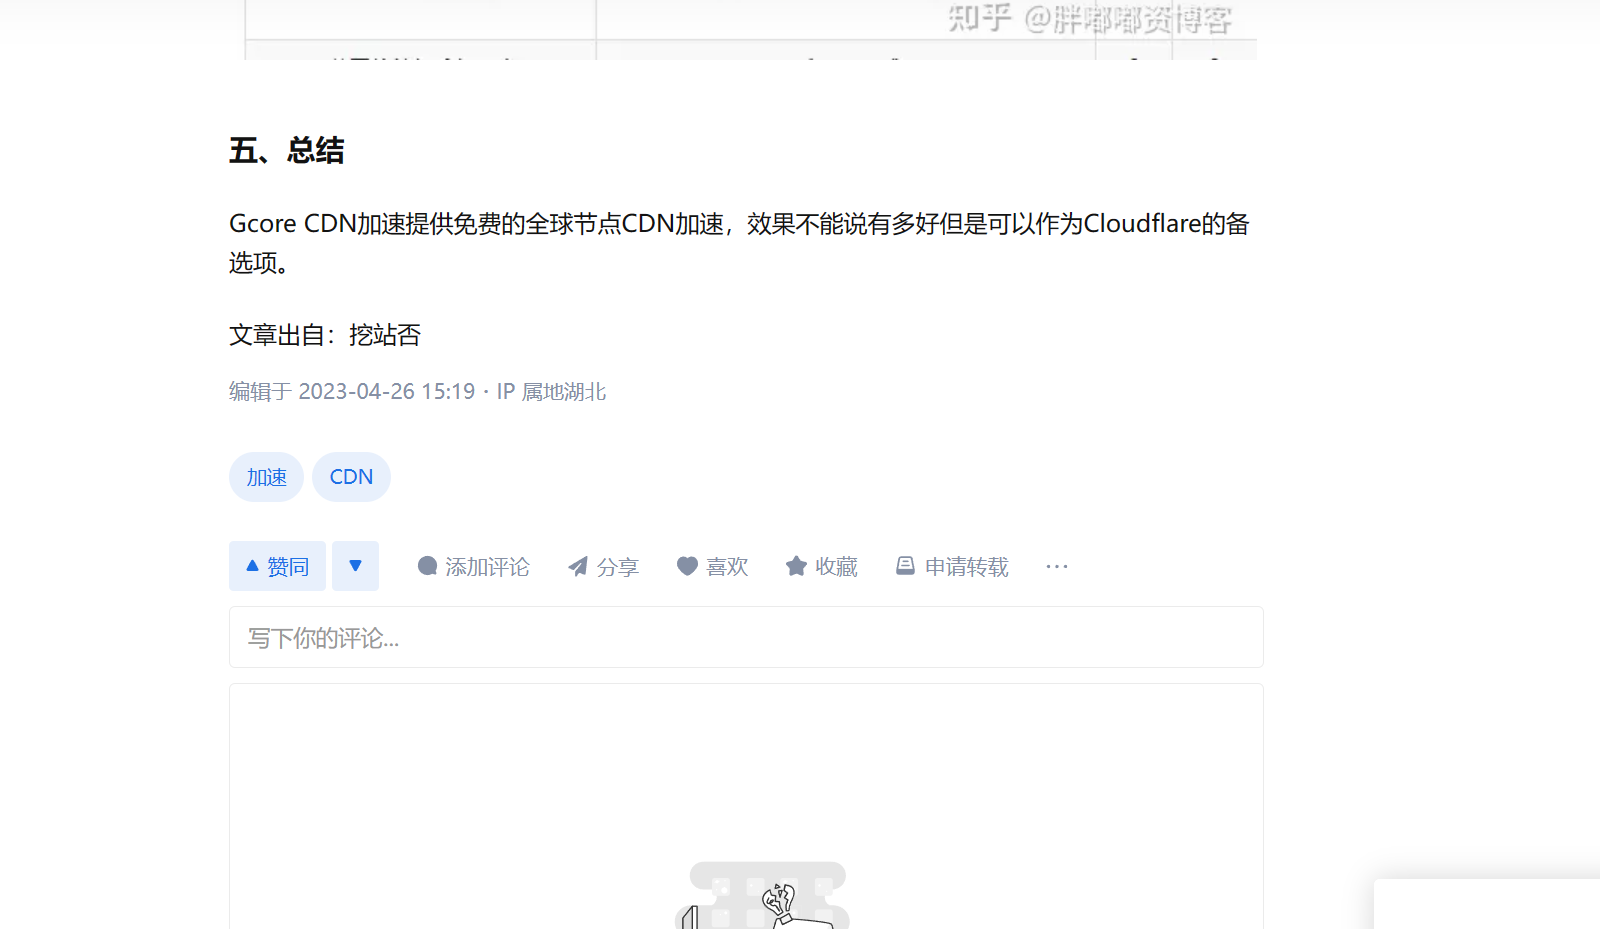 知乎 @胖嘟嘟资博客
五、总结
Gcore CDN加速提供免费的全球节点CDN加速，效果不能说有多好但是可以作为Cloudflare的备
选项。
文章出自：挖站否
编辑于 2023-04-26 15:19 · IP 属地湖北
加速 CDN
赞同 添加评论 分享 喜欢 收藏 申请转载 ···
写下你的评论...